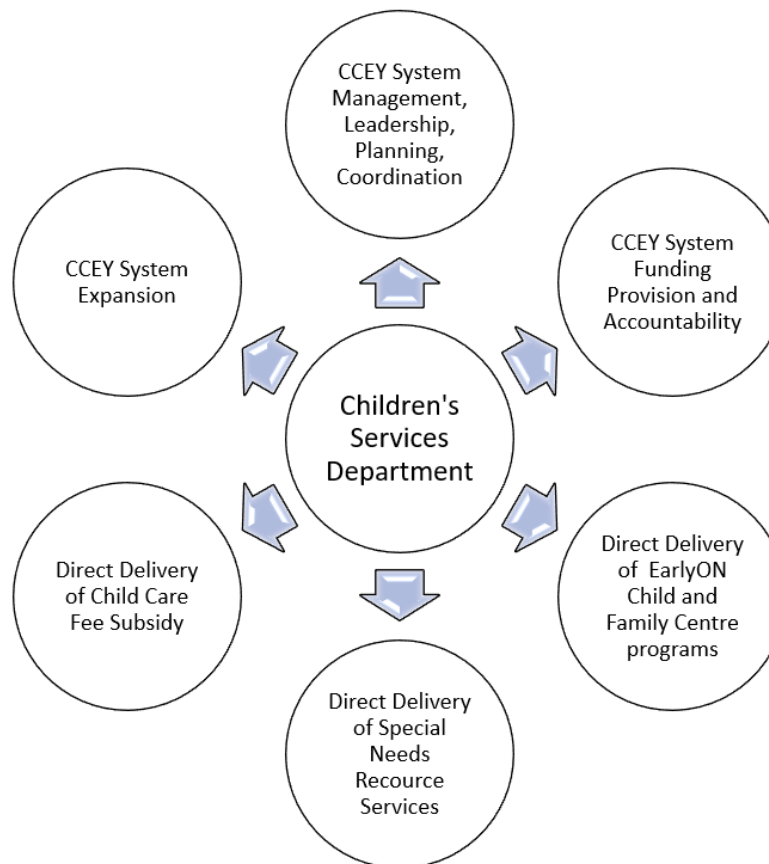 CCEY System
Management,
Leadership,
Planning,
Coordination
CCEY System
Funding
Provision and
Accountability
Direct Delivery
of EarlyON
Child and
Family Centre
programs
Direct Delivery
of Special
Needs
Recource
Services
Direct Delivery
of Child Care
Fee Subsidy
CCEY System
Expansion
Children's
Services
Department